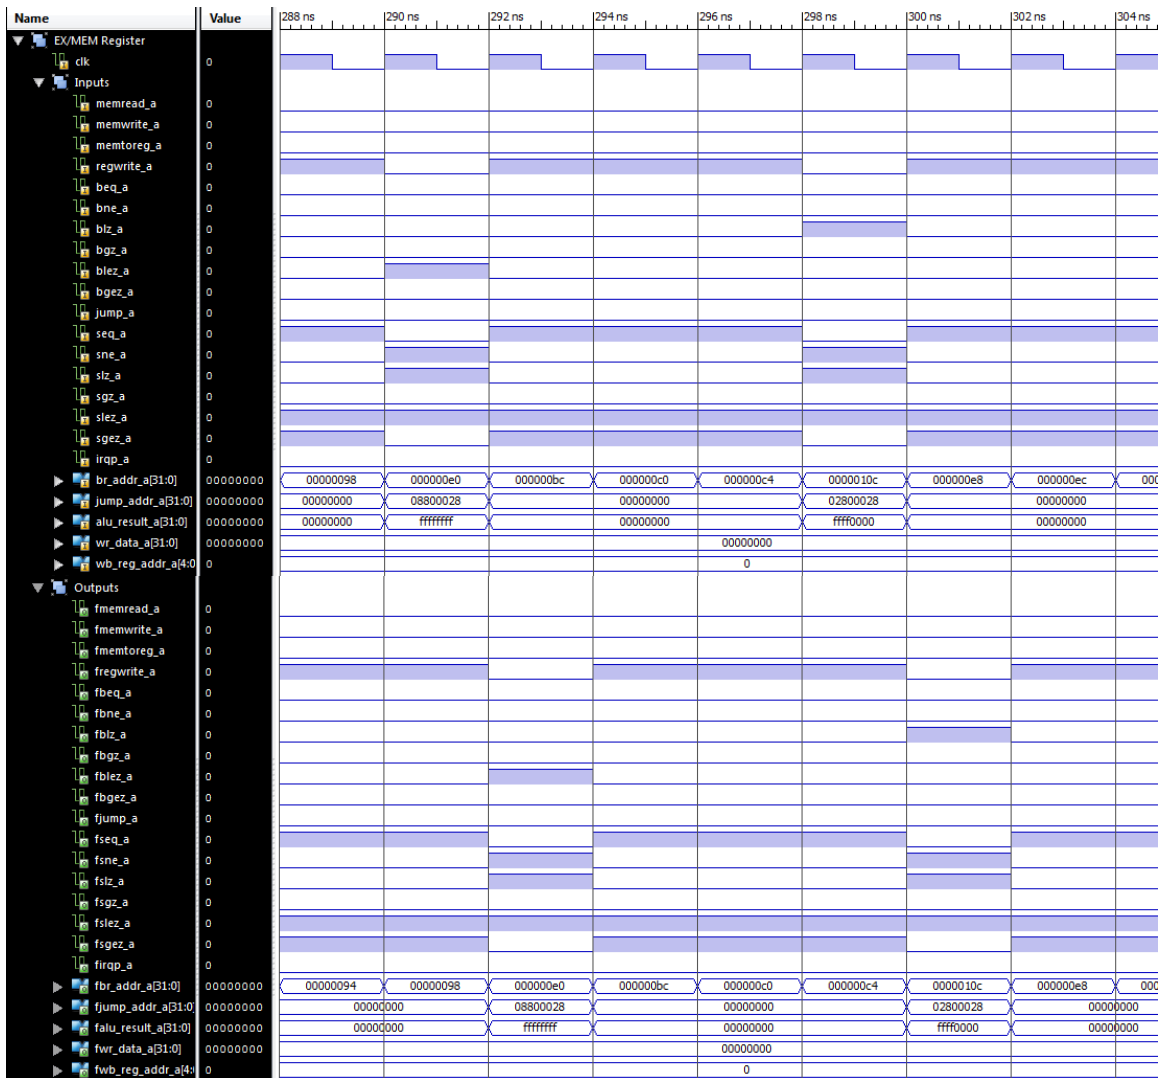 Name Value 288 ns 290 ns 292 ns 294 ns 296 ns 298 ns 300 ns 302 ns 304 ns
EX/MEM Register
clk 0
Inputs
memread_a 0
memwrite_a 0
memtoreg_a 0
regwrite_a 0
beq_a 0
bne_a 0
blz_a 0
bgz_a 0
blez_a 0
bgez_a 0
jump_a 0
seq_a 0
sne_a 0
slz_a 0
sgz_a 0
slez_a 0
sgez_a 0
irqp_a 0
br_addr_a[31:0] 00000000 00000098 000000e0 000000bc 000000c0 000000c4 0000010c 000000e8 000000ec 000
jump_addr_a[31:0] 00000000 00000000 08800028 00000000 02800028 00000000
alu_result_a[31:0] 00000000 00000000 ffffffff 00000000 ffff0000 00000000
wr_data_a[31:0] 00000000 00000000
wb_reg_addr_a[4:0 0 0
Outputs
fmemread_a 0
fmemwrite_a 0
fmemtoreg_a 0
fregwrite_a 0
fbeq_a 0
fbne_a 0
fblz_a 0
fbgz_a 0
fblez_a 0
fbgez_a 0
fjump_a 0
fseq_a 0
fsne_a 0
fslz_a 0
fsgz_a 0
fslez_a 0
fsgez_a 0
firqp_a 0
fbr_addr_a[31:0] 00000000 00000094 00000098 000000e0 000000bc 000000c0 000000c4 0000010c 000000e8 000
fjump_addr_a[31:0] 00000000 00000000 08800028 00000000 02800028 00000000
falu_result_a[31:0] 00000000 00000000 ffffffff 00000000 ffff0000 00000000
fwr_data_a[31:0] 00000000 00000000
fwb_reg_addr_a[4: 0 0